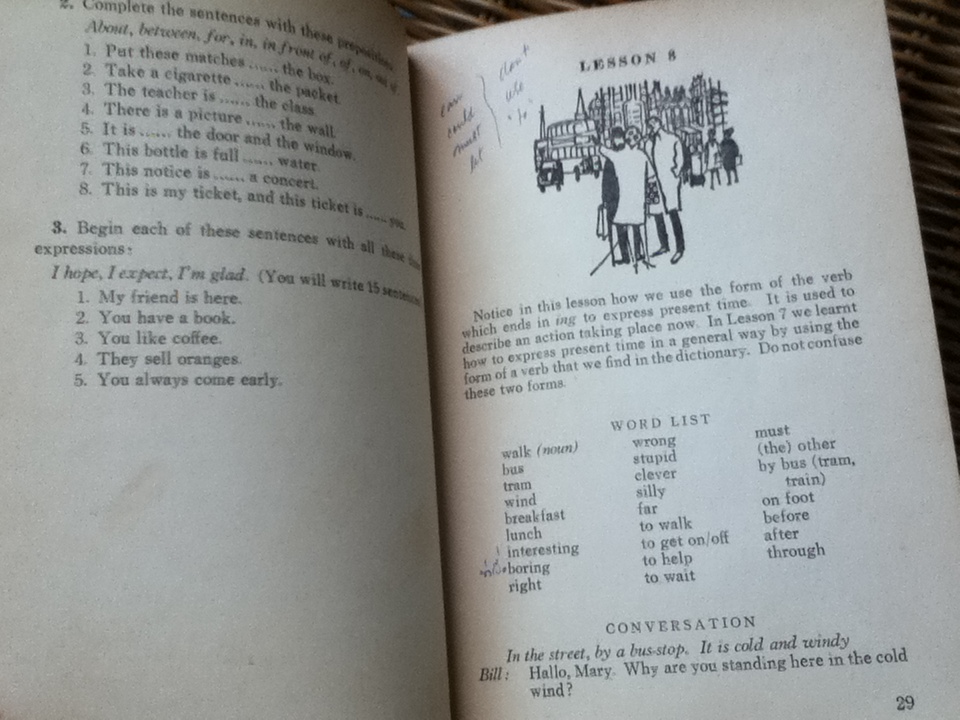 2. Complete the sentences with these prepositions
About, between, for, in, in front of, of, on, out of.
1. Put these matches ...... the box.
2. Take a cigarette ...... the packet.
3. The teacher is ...... the class.
4. There is a picture ...... the wall.
5. It is ...... the door and the window.
6. This bottle is full ...... water.
7. This notice is ...... a concert.
8. This is my ticket, and this ticket is ...... you.
3. Begin each of these sentences with all these
expressions:
I hope, I expect, I'm glad. (You will write 15 sentences
1. My friend is here.
2. You have a book.
3. You like coffee.
4. They sell oranges.
5. You always come early.
can
could
must
let
don't
use
"to"
LESSON 8
Notice in this lesson how we use the form of the verb
which ends in ing to express present time. It is used to
describe an action taking place now. In Lesson 7 we learnt
how to express present time in a general way by using the
form of a verb that we find in the dictionary. Do not confuse
these two forms.
WORD LIST
walk (noun)
bus
tram
wind
breakfast
lunch
interesting
boring
right
wrong
stupid
clever
silly
far
to walk
to get on/off
to help
to wait
must
(the) other
by bus (tram,
train)
on foot
before
after
through
CONVERSATION
In the street, by a bus-stop. It is cold and windy
Bill: Hallo, Mary. Why are you standing here in the cold
wind?
29